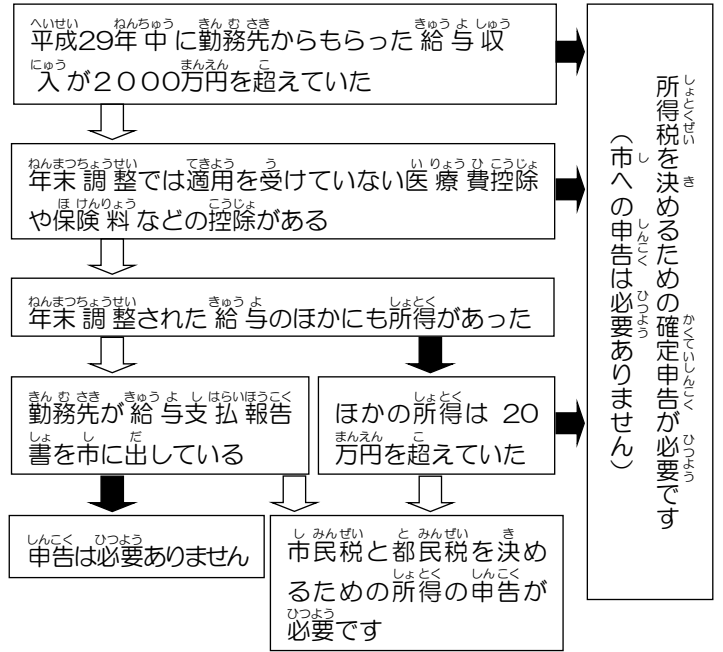 平成29年中に勤務先からもらった給与収
入が2000万円を超えていた
年末調整では適用を受けていない医療費控除
や保険料などの控除がある
年末調整された給与のほかにも所得があった
勤務先が給与支払報告
書を市に出している
ほかの所得は 20
万円を超えていた
申告は必要ありません
市民税と都民税を決め
るための所得の申告が
必要です
所得税を決めるための確定申告が必要です
（市への申告は必要ありません）